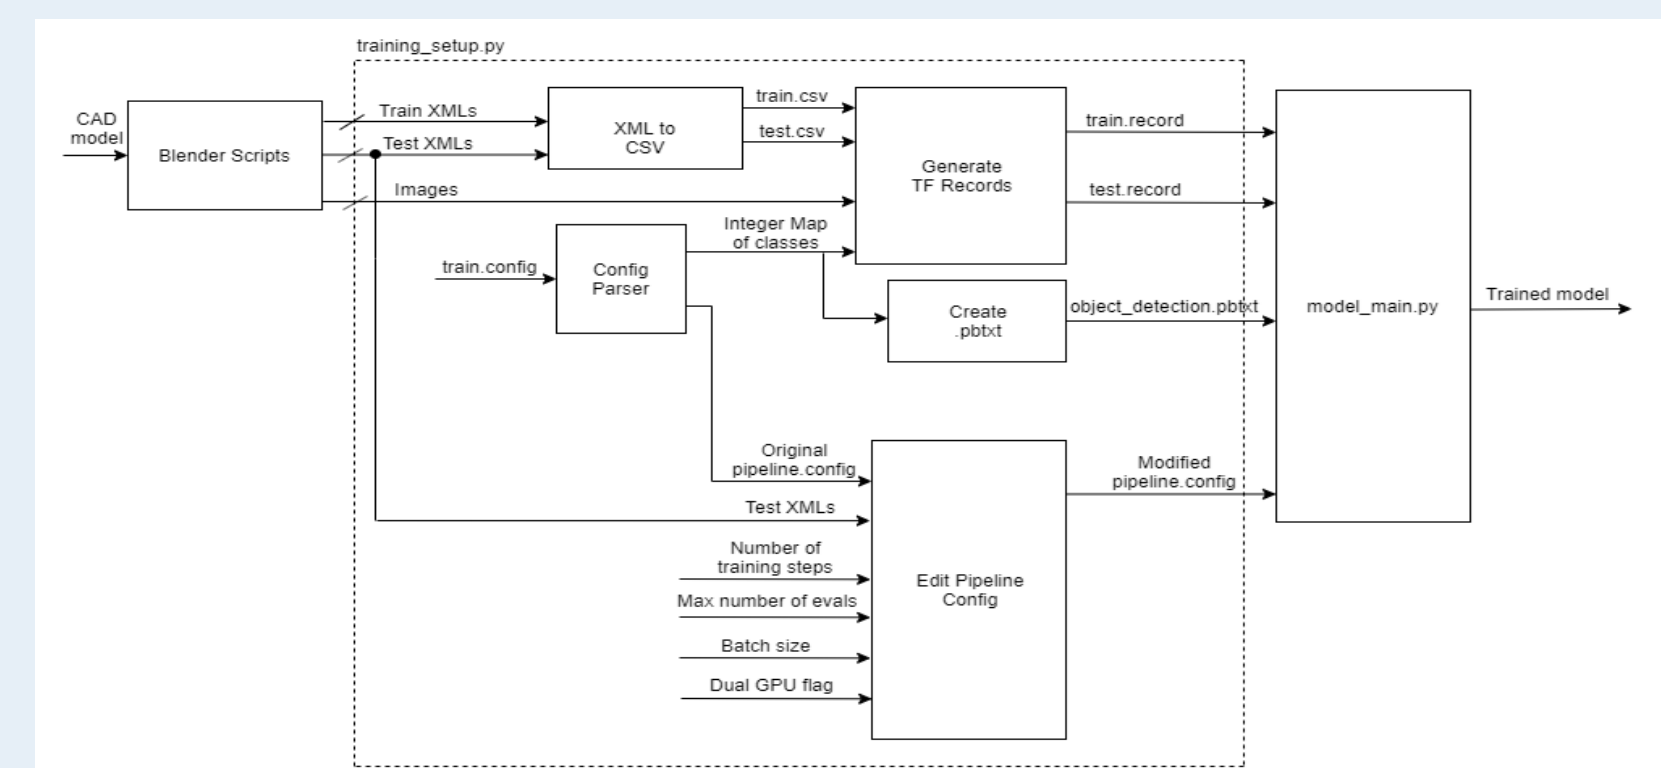 training_setup.py
CAD
model
Blender Scripts
Train XMLs
Test XMLs
Images
XML to
CSV
train.csv
test.csv
Generate
TF Records
train.record
test.record
train.config
Config
Parser
Integer Map
of classes
Create
.pbtxt
object_detection.pbtxt
model_main.py
Trained model
Original
pipeline.config
Test XMLs
Number of
training steps
Max number of evals
Batch size
Dual GPU flag
Edit Pipeline
Config
Modified
pipeline.config